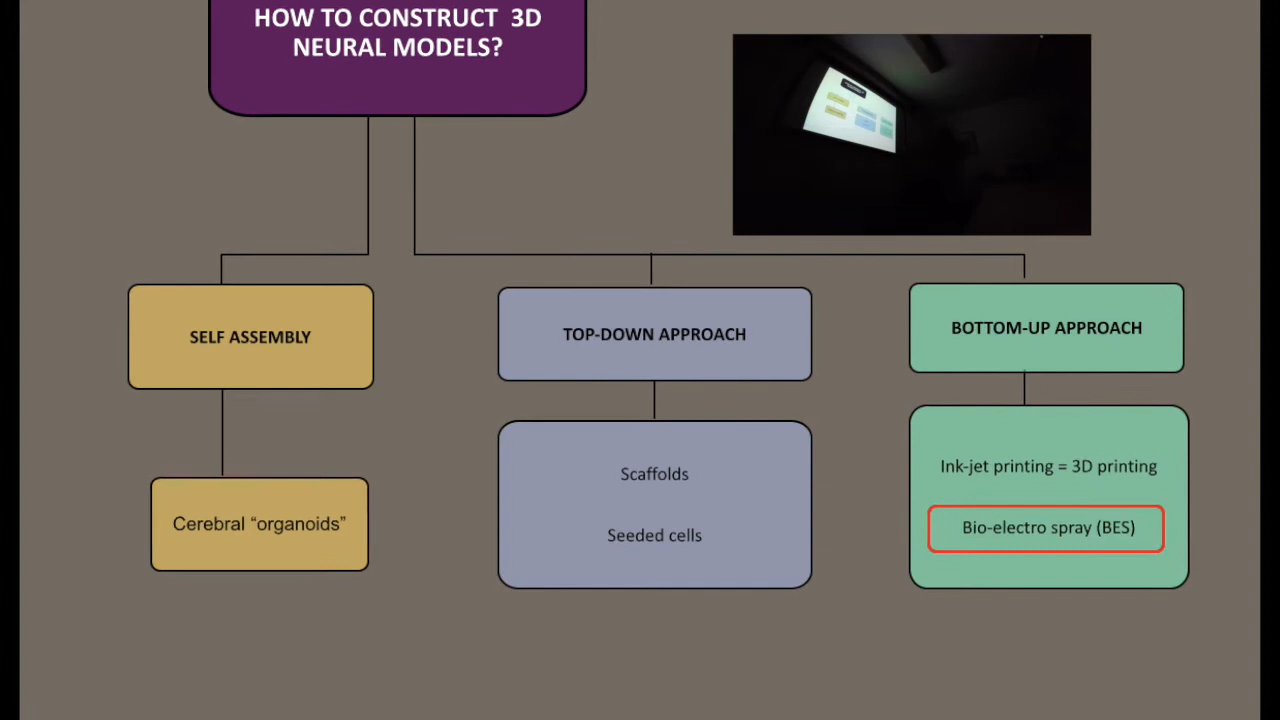 HOW TO CONSTRUCT 3D
NEURAL MODELS?
SELF ASSEMBLY
TOP-DOWN APPROACH
BOTTOM-UP APPROACH
Cerebral “organoids”
Scaffolds
Seeded cells
Ink-jet printing = 3D printing
Bio-electro spray (BES)